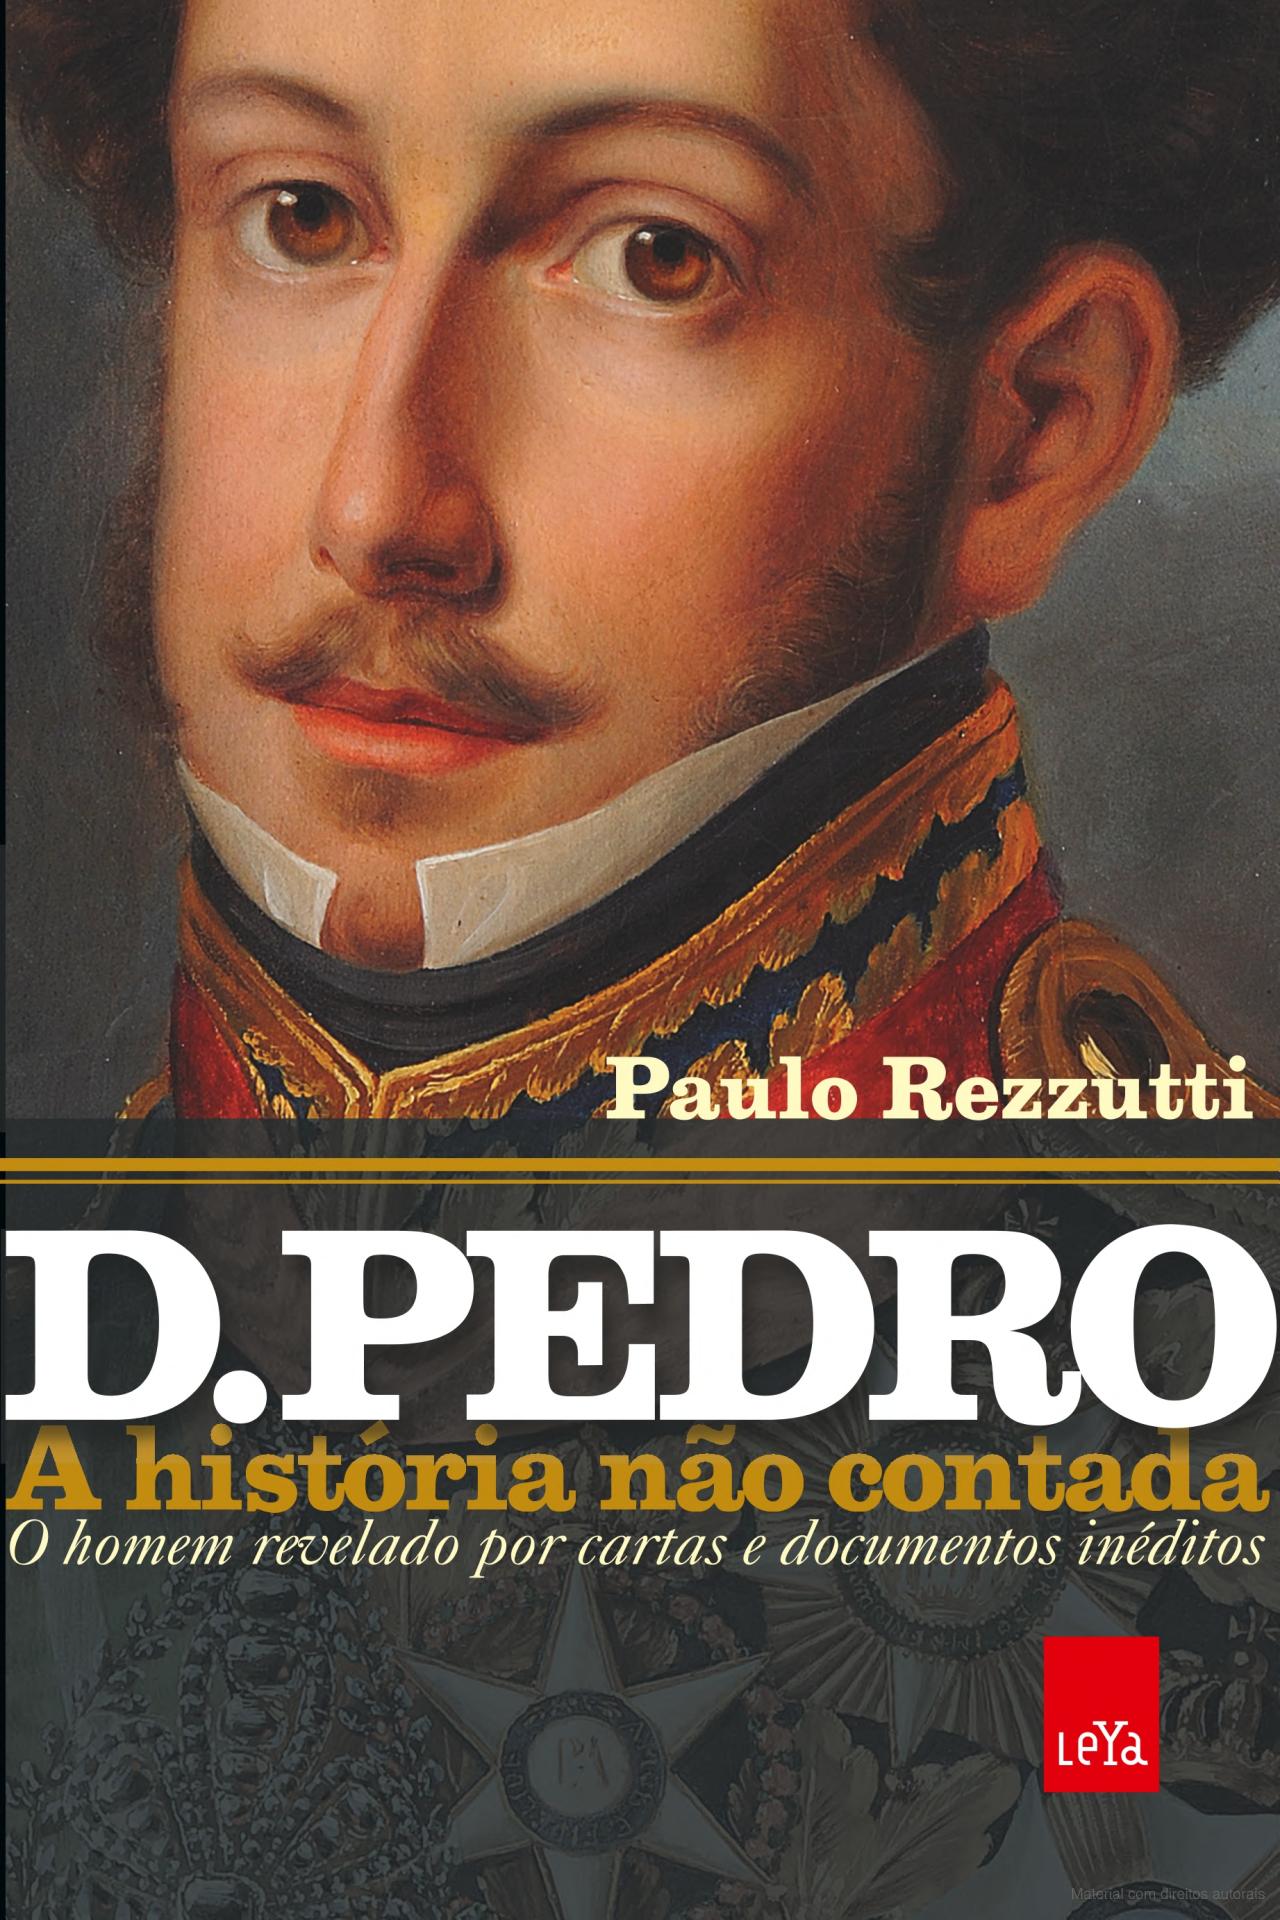 Paulo Rezzutti
D. PEDRO
A história não contada
O homem revelado por cartas e documentos inéditos
LeYa
Material com direitos autorais